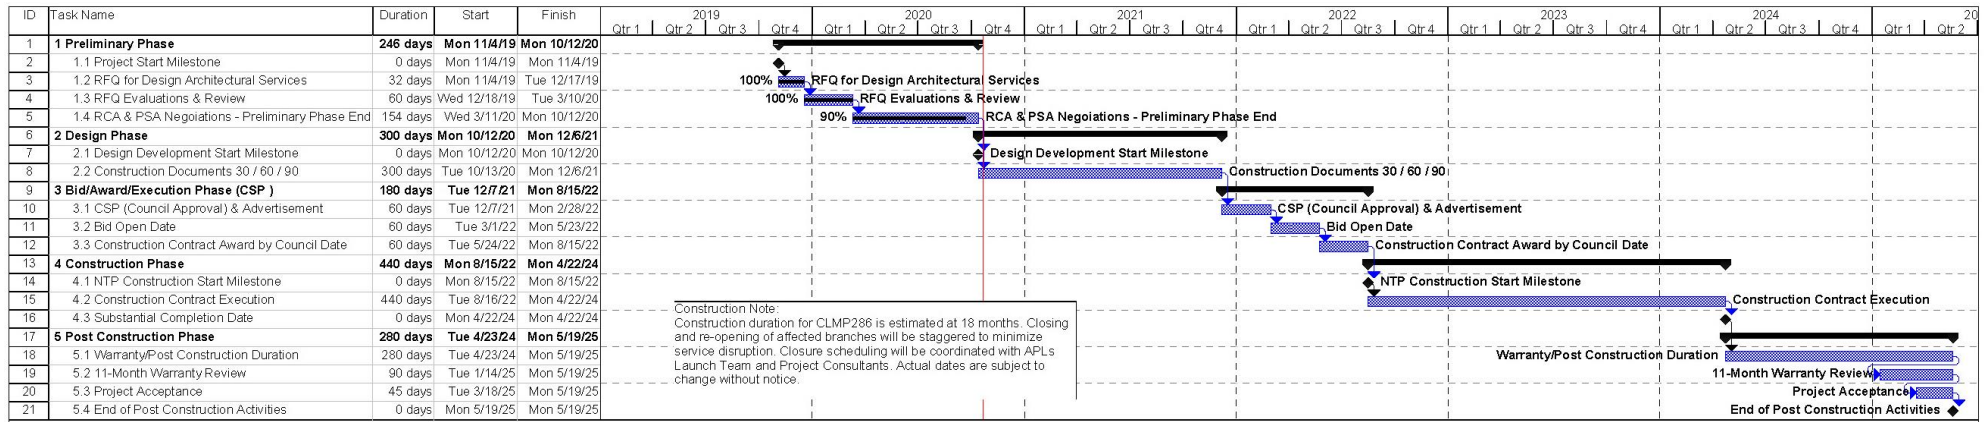 ID Task Name Duration Start Finish 2019 2020 2021 2022 2023 2024 20
Qtr 1 Qtr 2 Qtr 3 Qtr 4 Qtr 1 Qtr 2 Qtr 3 Qtr 4 Qtr 1 Qtr 2 Qtr 3 Qtr 4 Qtr 1 Qtr 2 Qtr 3 Qtr 4 Qtr 1 Qtr 2 Qtr 3 Qtr 4 Qtr 1 Qtr 2 Qtr 3 Qtr 4 Qtr 1 Qtr 2
1 1 Preliminary Phase 246 days Mon 11/4/19 Mon 10/12/20
2 1.1 Project Start Milestone 0 days Mon 11/4/19 Mon 11/4/19
3 1.2 RFQ for Design Architectural Services 32 days Mon 11/4/19 Tue 12/17/19 100% RFQ for Design Architectural Services
4 1.3 RFQ Evaluations & Review 60 days Wed 12/18/19 Tue 3/10/20 100% RFQ Evaluations & Review
5 1.4 RCA & PSA Negoiations - Preliminary Phase End 154 days Wed 3/11/20 Mon 10/12/20 90% RCA & PSA Negoiations - Preliminary Phase End
6 2 Design Phase 300 days Mon 10/12/20 Mon 12/6/21
7 2.1 Design Development Start Milestone 0 days Mon 10/12/20 Mon 10/12/20 Design Development Start Milestone
8 2.2 Construction Documents 30 / 60 / 90 300 days Tue 10/13/20 Mon 12/6/21 Construction Documents 30 / 60 / 90
9 3 Bid/Award/Execution Phase (CSP ) 180 days Tue 12/7/21 Mon 8/15/22
10 3.1 CSP (Council Approval) & Advertisement 60 days Tue 12/7/21 Mon 2/28/22 CSP (Council Approval) & Advertisement
11 3.2 Bid Open Date 60 days Tue 3/1/22 Mon 5/23/22 Bid Open Date
12 3.3 Construction Contract Award by Council Date 60 days Tue 5/24/22 Mon 8/15/22 Construction Contract Award by Council Date
13 4 Construction Phase 440 days Mon 8/15/22 Mon 4/22/24
14 4.1 NTP Construction Start Milestone 0 days Mon 8/15/22 Mon 8/15/22 NTP Construction Start Milestone
15 4.2 Construction Contract Execution 440 days Tue 8/16/22 Mon 4/22/24 Construction Contract Execution
16 4.3 Substantial Completion Date 0 days Mon 4/22/24 Mon 4/22/24
17 5 Post Construction Phase 280 days Tue 4/23/24 Mon 5/19/25
18 5.1 Warranty/Post Construction Duration 280 days Tue 4/23/24 Mon 5/19/25 Warranty/Post Construction Duration
19 5.2 11-Month Warranty Review 90 days Tue 1/14/25 Mon 5/19/25 11-Month Warranty Review
20 5.3 Project Acceptance 45 days Tue 3/18/25 Mon 5/19/25 Project Acceptance
21 5.4 End of Post Construction Activities 0 days Mon 5/19/25 Mon 5/19/25 End of Post Construction Activities
Construction Note:
Construction duration for CLMP286 is estimated at 18 months. Closing
and re-opening of affected branches will be staggered to minimize
service disruption. Closure scheduling will be coordinated with APLs
Launch Team and Project Consultants. Actual dates are subject to
change without notice.